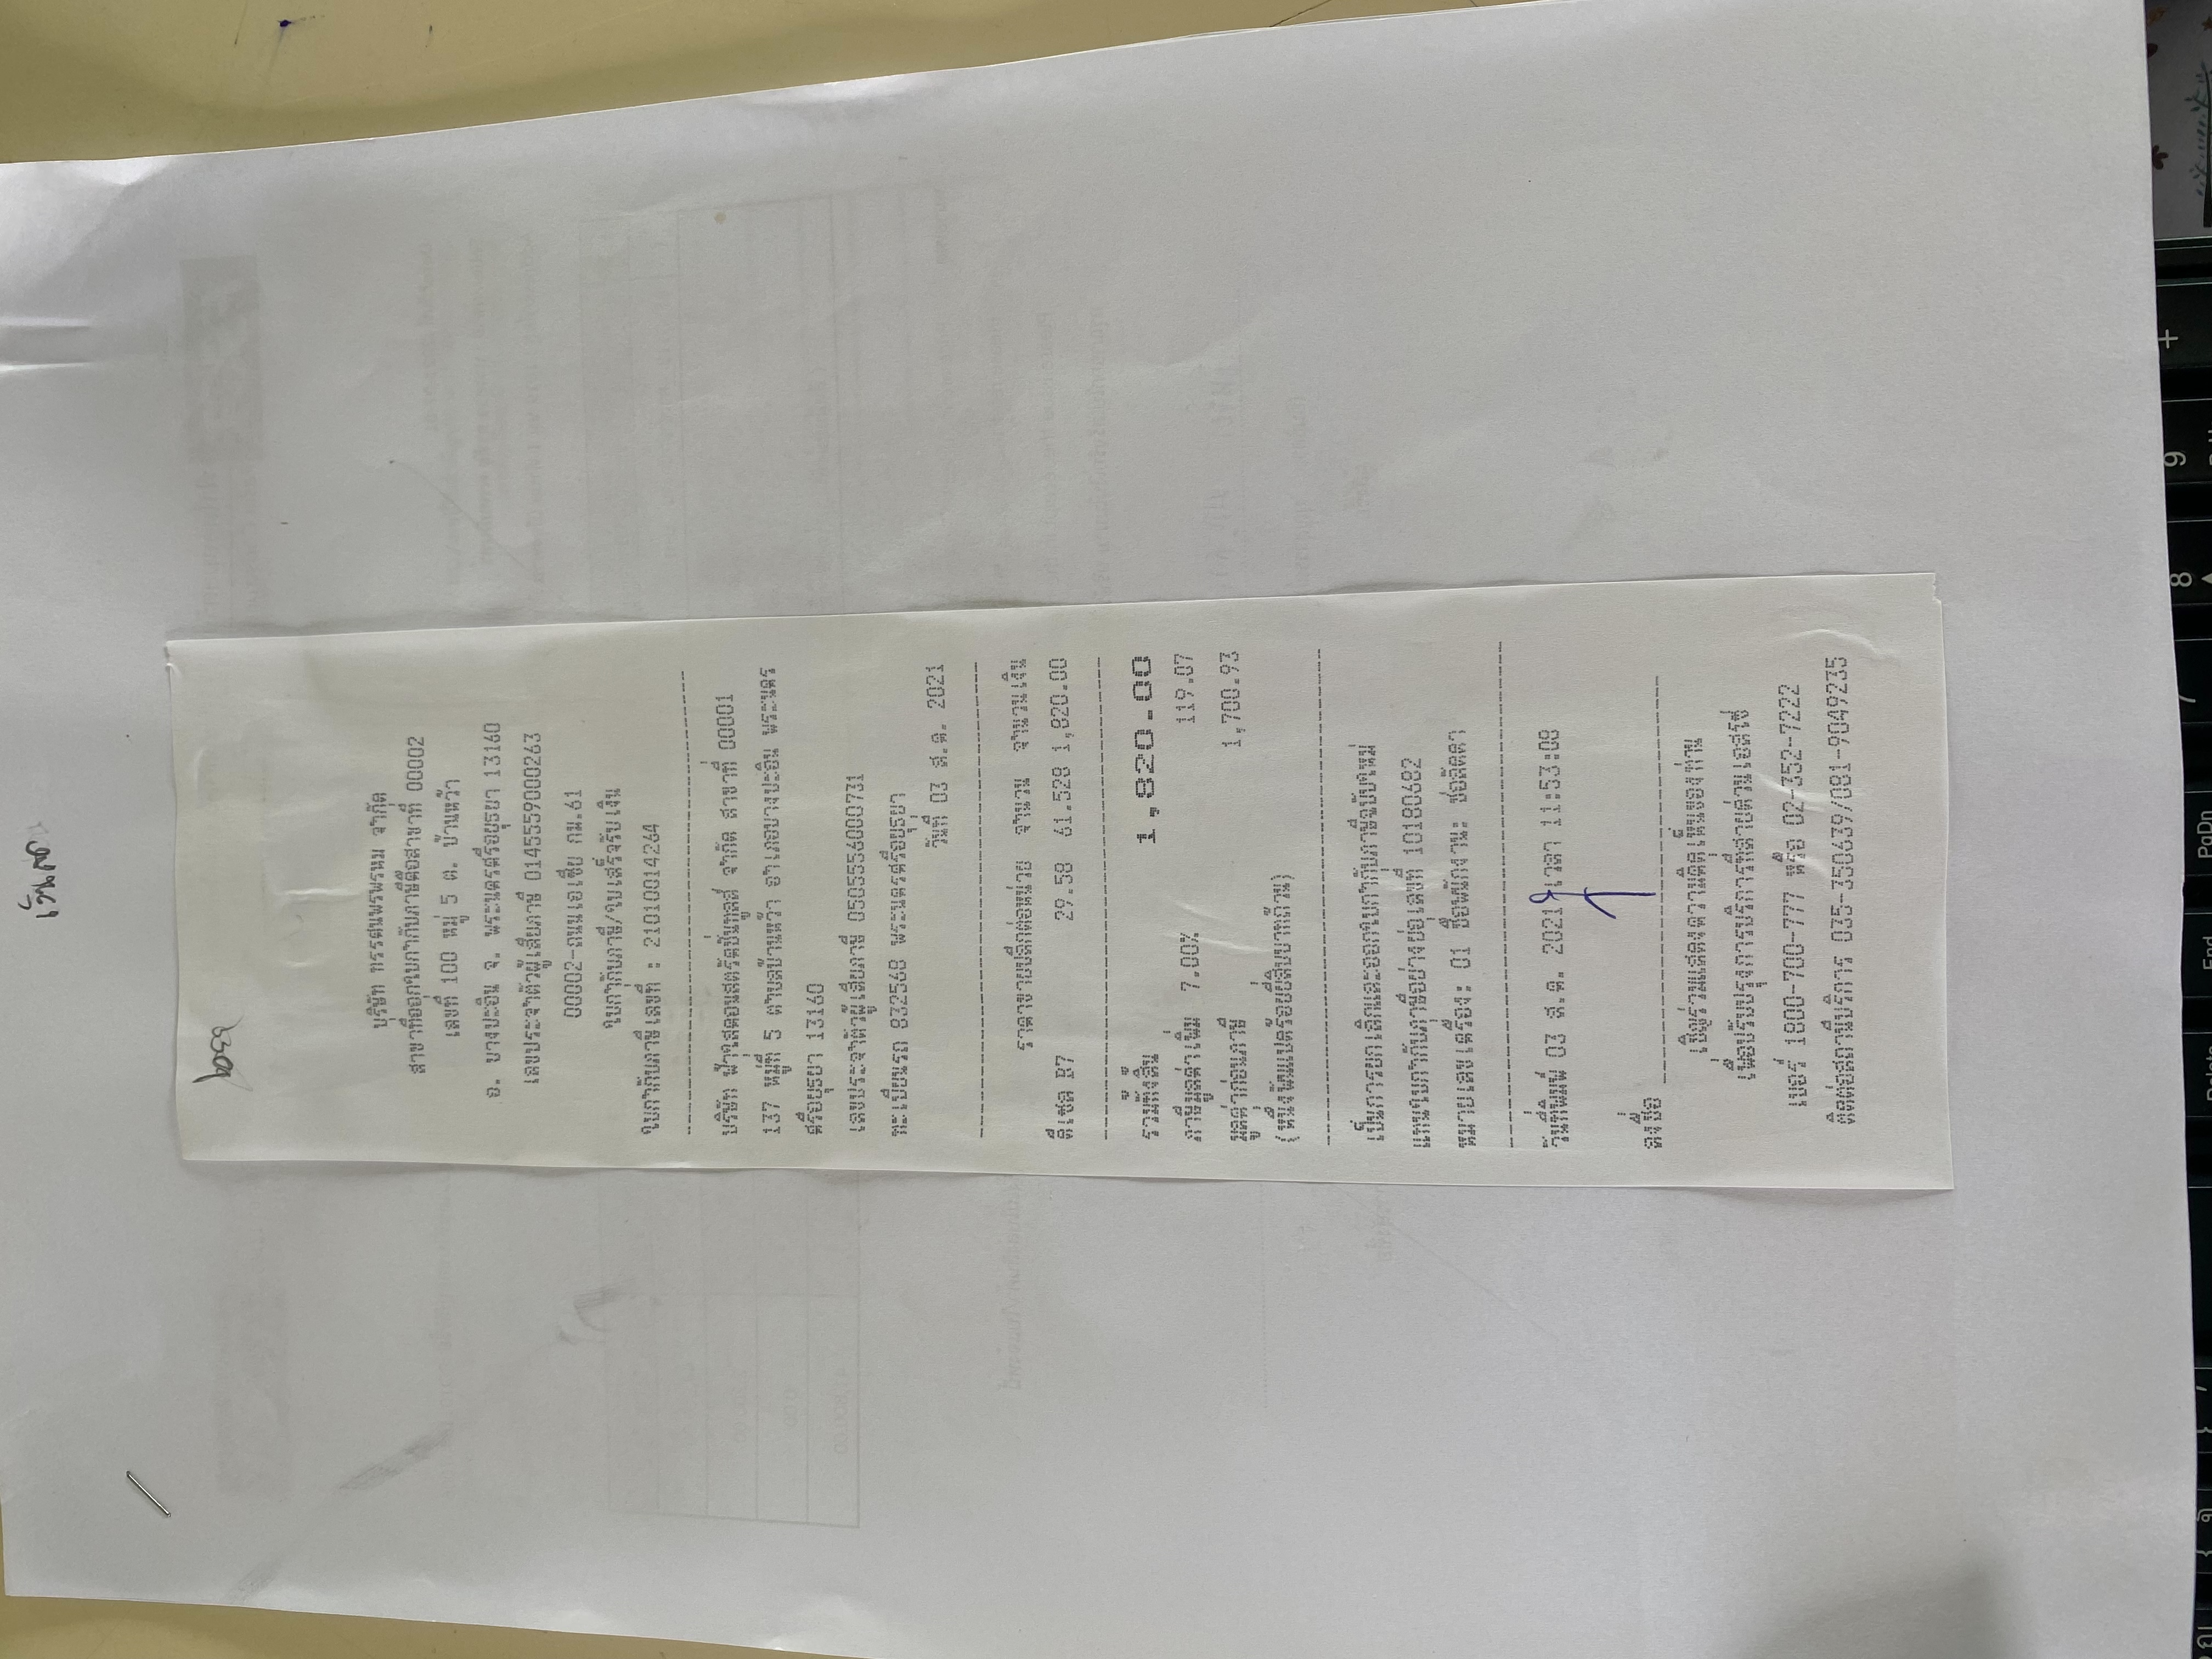 เงินสด
บริษัท ทรรศนพรพรหม จำกัด
สาขาที่ออกใบกำกับภาษีคือสาขาที่ 00002
เลขที่ 100 หมู่ 5 ต. บ้านหว้า
อ. บางปะอิน จ. พระนครศรีอยุธยา 13160
เลขประจำตัวผู้เสียภาษี 0145559000263
00002-ถนนเอเซีย กม.61
ใบกำกับภาษี/ใบเสร็จรับเงิน
ใบกำกับภาษีเลขที่ : 21010014264
บริษัท ฟ้าใสคอนสตรัคชั่นทูลส์ จำกัด สาขาที่ 00001
137 หมู่ที่ 5 ตำบลบ้านหว้า อำเภอบางปะอิน พระนคร
ศรีอยุธยา 13160
เลขประจำตัวผู้เสียภาษี 0505556000731
ทะเบียนรถ 832568 พระนครศรีอยุธยา
วันที่ 03 ส.ค. 2021
ราคาขายปลีกต่อหน่วย จำนวน จำนวนเงิน
ดีเซล B7 29.58 61.528 1,820.00
รวมทั้งสิ้น 1,820.00
ภาษีมูลค่าเพิ่ม 7.00% 119.07
มูลค่าก่อนภาษี 1,700.93
(หนึ่งพันแปดร้อยยี่สิบบาทถ้วน)
เป็นการยกเลิกและออกใบกำกับภาษีฉบับใหม่
แทนใบกำกับภาษีอย่างย่อเลขที่ 10180682
หมายเลขเครื่อง: 01 ชื่อพนักงาน: ช่อลัดดา
วันที่พิมพ์ 03 ส.ค. 2021 เวลา 11:53:08
ลงชื่อ
เชิญร่วมแสดงความคิดเห็นของท่าน
เพื่อปรับปรุงการบริการที่สายด่วนเอสโซ่
เบอร์ 1800-700-777 หรือ 02-352-7222
ติดต่อสถานีบริการ 035-350639/081-9049235
7
8
9
+
Delete
End
PgDn